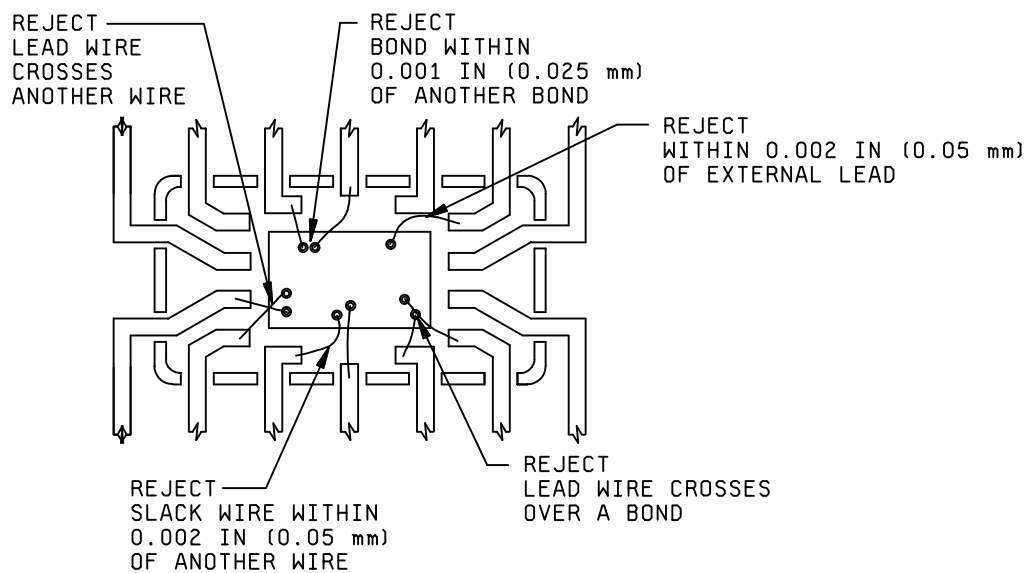 REJECT
LEAD WIRE
CROSSES
ANOTHER WIRE
REJECT
BOND WITHIN
0.001 IN (0.025 mm)
OF ANOTHER BOND
REJECT
WITHIN 0.002 IN (0.05 mm)
OF EXTERNAL LEAD
REJECT
SLACK WIRE WITHIN
0.002 IN (0.05 mm)
OF ANOTHER WIRE
REJECT
LEAD WIRE CROSSES
OVER A BOND